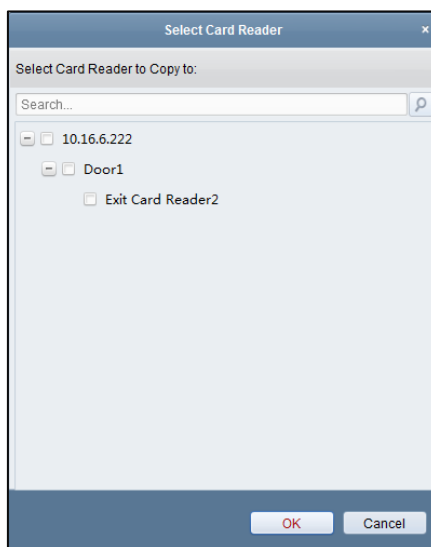 Select Card Reader ×
Select Card Reader to Copy to:
Search...
10.16.6.222
Door1
Exit Card Reader2
OK Cancel